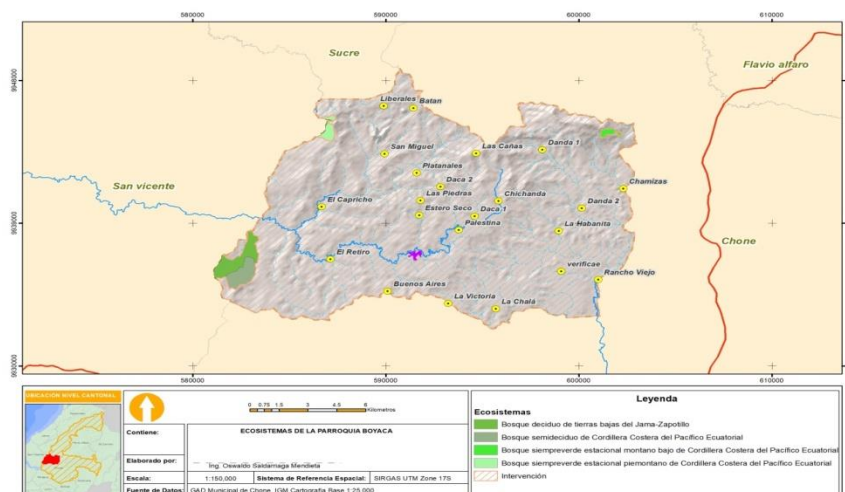 580000 590000 600000 610000
Sucre
9948000
Flavio alfaro
Liberales
Batan
San Miguel
Las Cañas
Danda 1
Platanales
Daca 2
Chamizas
San vicente
El Capricho
Las Piedras
Chichanda
Danda 2
Estero Seco
Daca 1
Palestina
La Habanita
Chone
El Retiro
verificae
Rancho Viejo
Buenos Aires
La Victoria
La Chalá
580000 590000 600000 610000
UBICACIÓN NIVEL CANTONAL
0 0.75 1.5 3 4.5 6
Kilometros
Contiene:
ECOSISTEMAS DE LA PARROQUIA BOYACA
Elaborado por:
Ing. Oswaldo Saldarriaga Mendieta
Escala:
1:150,000
Sistema de Referencia Espacial:
SIRGAS UTM Zone 17S
Fuente de Datos:
GAD Municipal de Chone, IGM Cartografía Base 1:25.000
Leyenda
Ecosistemas
Bosque deciduo de tierras bajas del Jama-Zapotillo
Bosque semideciduo de Cordillera Costera del Pacífico Ecuatorial
Bosque siempreverde estacional montano bajo de Cordillera Costera del Pacífico Ecuatorial
Bosque siempreverde estacional piemontano de Cordillera Costera del Pacífico Ecuatorial
Intervención